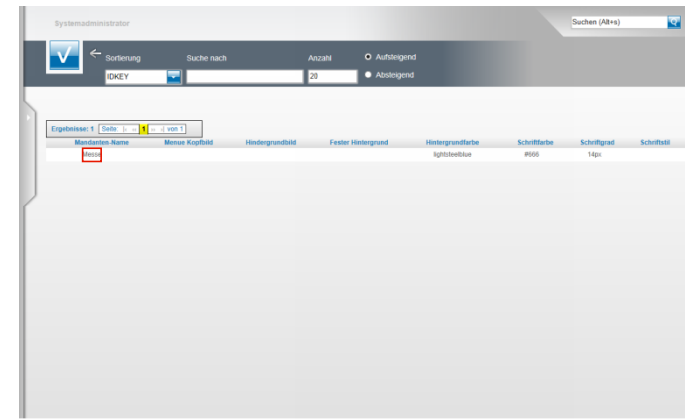 Systemadministrator
Suchen (Alt+s)
Sortierung Suche nach Anzahl Aufsteigend
IDKEY 20 Absteigend
Ergebnisse: 1 Seite: 1 von 1
Mandanten-Name Menue Kopfbild Hindergrundbild Fester Hintergrund Hintergrundfarbe Schriftfarbe Schriftgrad Schriftstil
Messe lightsteelblue #666 14px